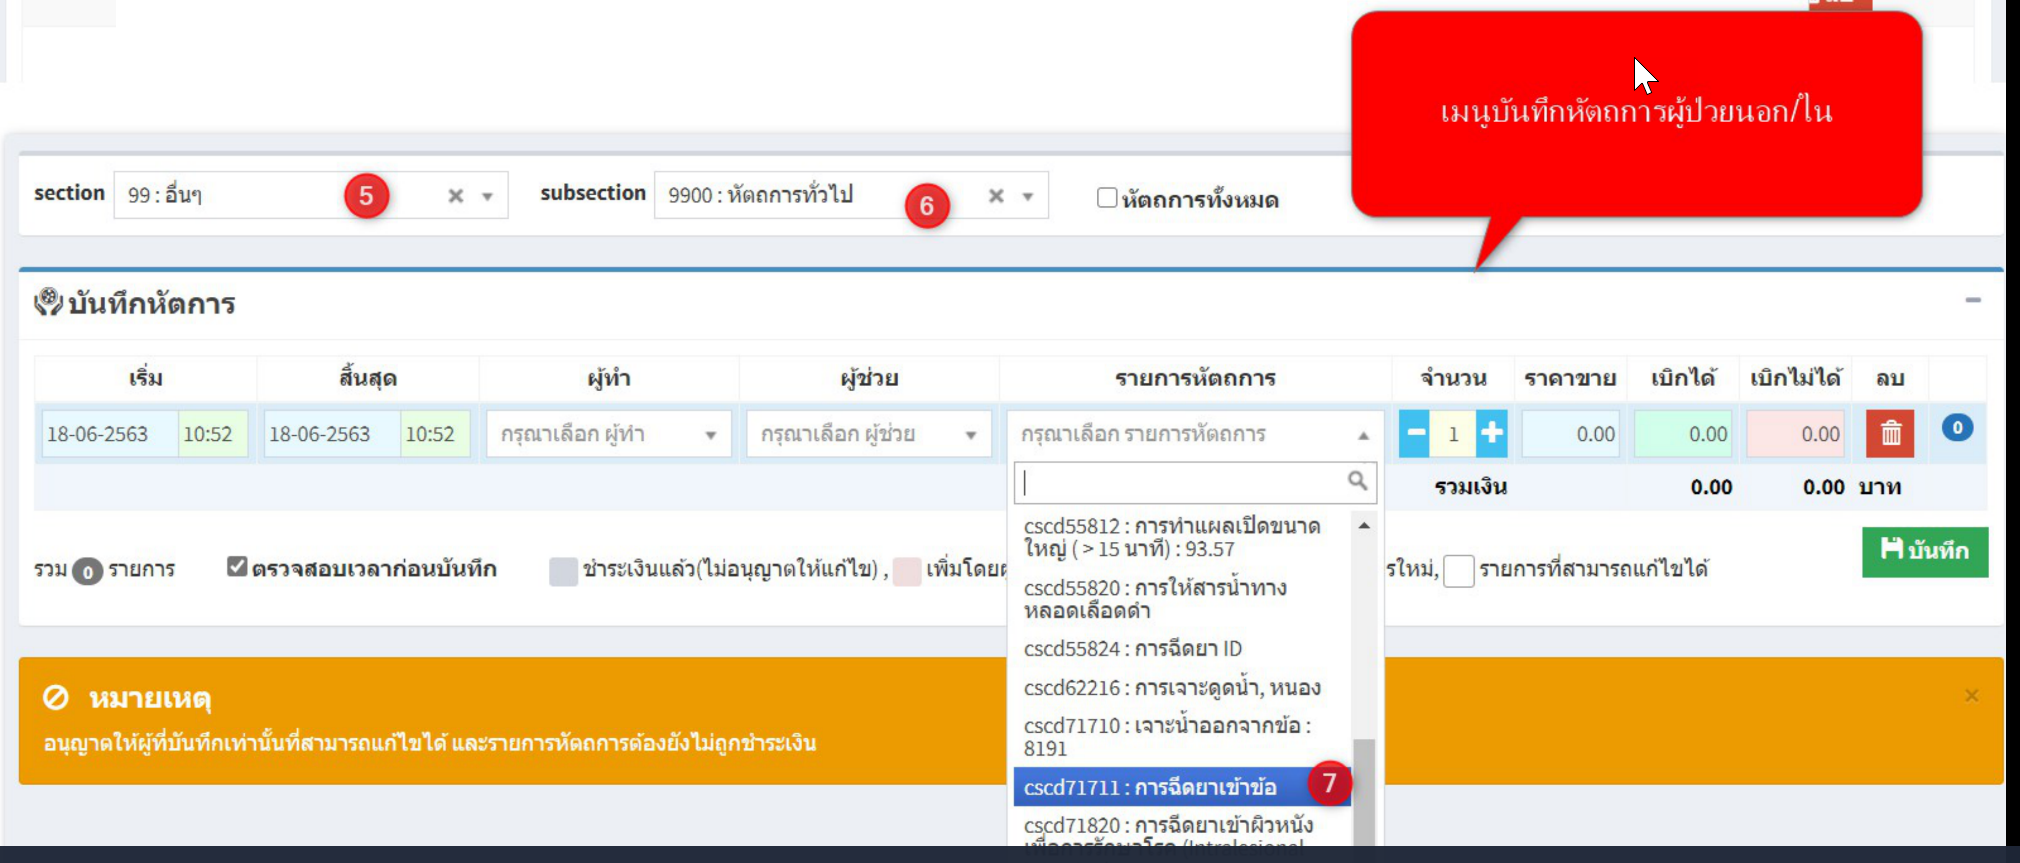 เมนูบันทึกหัตถการผู้ป่วยนอก/ใน
section 99 : อื่นๆ 5 subsection 9900 : หัตถการทั่วไป 6 หัตถการทั้งหมด
บันทึกหัตการ
เริ่ม สิ้นสุด ผู้ทำ ผู้ช่วย รายการหัตถการ จำนวน ราคาขาย เบิกได้ เบิกไม่ได้ ลบ
18-06-2563 10:52 18-06-2563 10:52 กรุณาเลือก ผู้ทำ กรุณาเลือก ผู้ช่วย กรุณาเลือก รายการหัตถการ 1 0.00 0.00 0.00 0
รวมเงิน 0.00 0.00 บาท
cscd55812 : การทำแผลเปิดขนาด
ใหญ่ ( > 15 นาที) : 93.57
cscd55820 : การให้สารน้ำทาง
หลอดเลือดดำ
cscd55824 : การฉีดยา ID
cscd62216 : การเจาะดูดน้ำ, หนอง
cscd71710 : เจาะน้ำออกจากข้อ :
8191
cscd71711 : การฉีดยาเข้าข้อ 7
cscd71820 : การฉีดยาเข้าผิวหนัง
รวม 0 รายการ ตรวจสอบเวลาก่อนบันทึก ชำระเงินแล้ว(ไม่อนุญาตให้แก้ไข) , เพิ่มโดย รใหม่, รายการที่สามารถแก้ไขได้ บันทึก
หมายเหตุ
อนุญาตให้ผู้ที่บันทึกเท่านั้นที่สามารถแก้ไขได้ และรายการหัตถการต้องยังไม่ถูกชำระเงิน